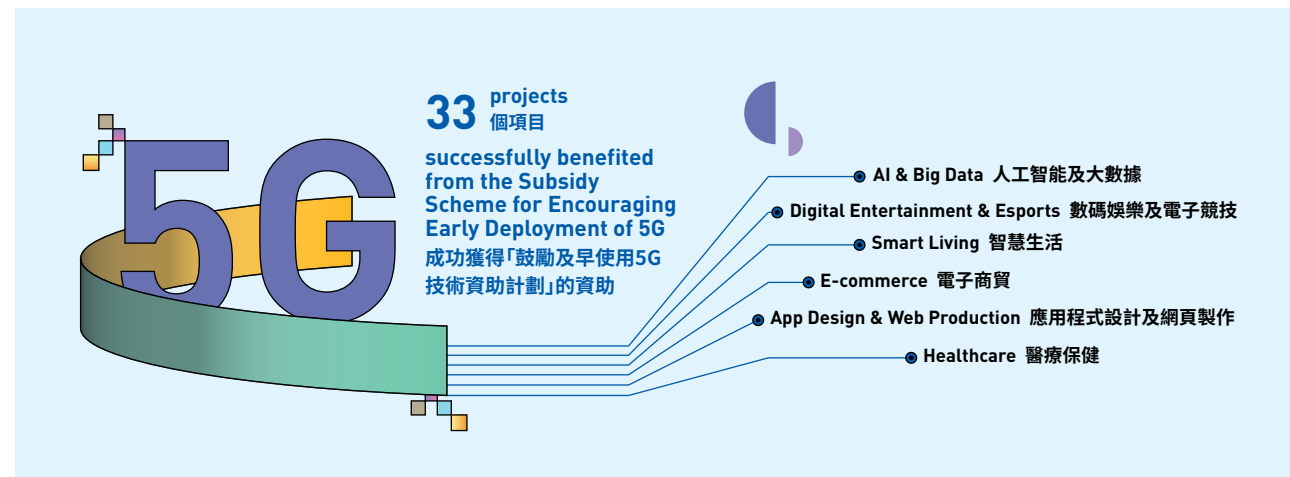 5G
33 projects
個項目
successfully benefited
from the Subsidy
Scheme for Encouraging
Early Deployment of 5G
成功獲得「鼓勵及早使用5G
技術資助計劃」的資助
AI & Big Data 人工智能及大數據
Digital Entertainment & Esports 數碼娛樂及電子競技
Smart Living 智慧生活
E-commerce 電子商貿
App Design & Web Production 應用程式設計及網頁製作
Healthcare 醫療保健